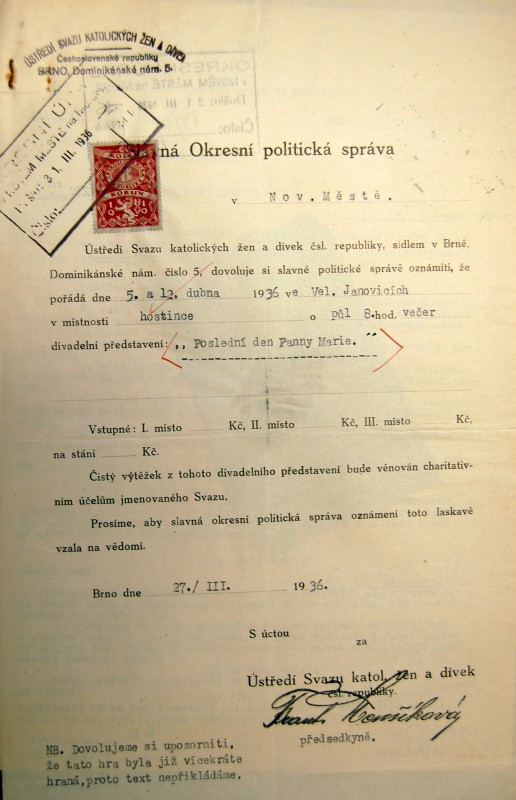 ÚSTŘEDÍ SVAZU KATOLICKÝCH ŽEN A DÍVEK
Československé republiky
BRNO, Dominikánské nám. 5.
MĚSTĚ na
31. III. 1936
Číslo:
Slavná Okresní politická správa
v Nov. Městě.
Ústředí Svazu katolických žen a dívek čsl. republiky, sídlem v Brně,
Dominikánské nám. číslo 5, dovoluje si slavné politické správě oznámiti, že
pořádá dne 5. a 12. dubna 1936 ve Vel. Janovicích
v místnosti hostince o půl 8. hod. večer
divadelní představení: ,, Poslední den Panny Marie. "
Vstupné: I. místo Kč, II. místo Kč, III. místo Kč,
na stání Kč.
Čistý výtěžek z tohoto divadelního představení bude věnován charitativ-
ním účelům jmenovaného Svazu.
Prosíme, aby slavná okresní politická správa oznámení toto laskavě
vzala na vědomí.
Brno dne 27./ III. 1936.
S úctou
za
Ústředí Svazu katol. žen a dívek
čsl. republiky.
předsedkyně.
NB. Dovolujeme si upozorniti,
že tato hra byla již vícekráte
hraná,proto text nepřikládáme.